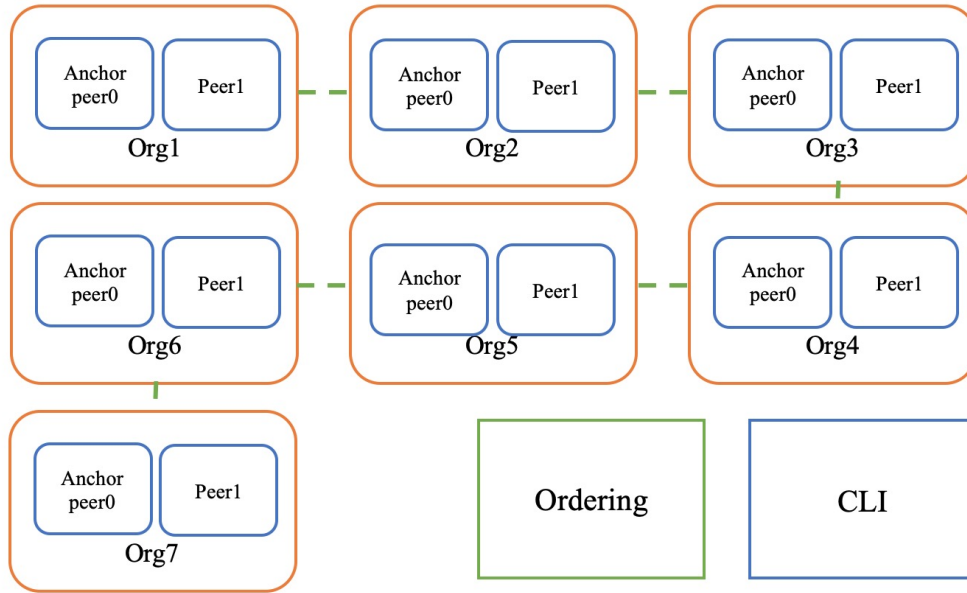 Anchor
peer0
Peer1
Org1
Anchor
peer0
Peer1
Org2
Anchor
peer0
Peer1
Org3
Anchor
peer0
Peer1
Org6
Anchor
peer0
Peer1
Org5
Anchor
peer0
Peer1
Org4
Anchor
peer0
Peer1
Org7
Ordering
CLI